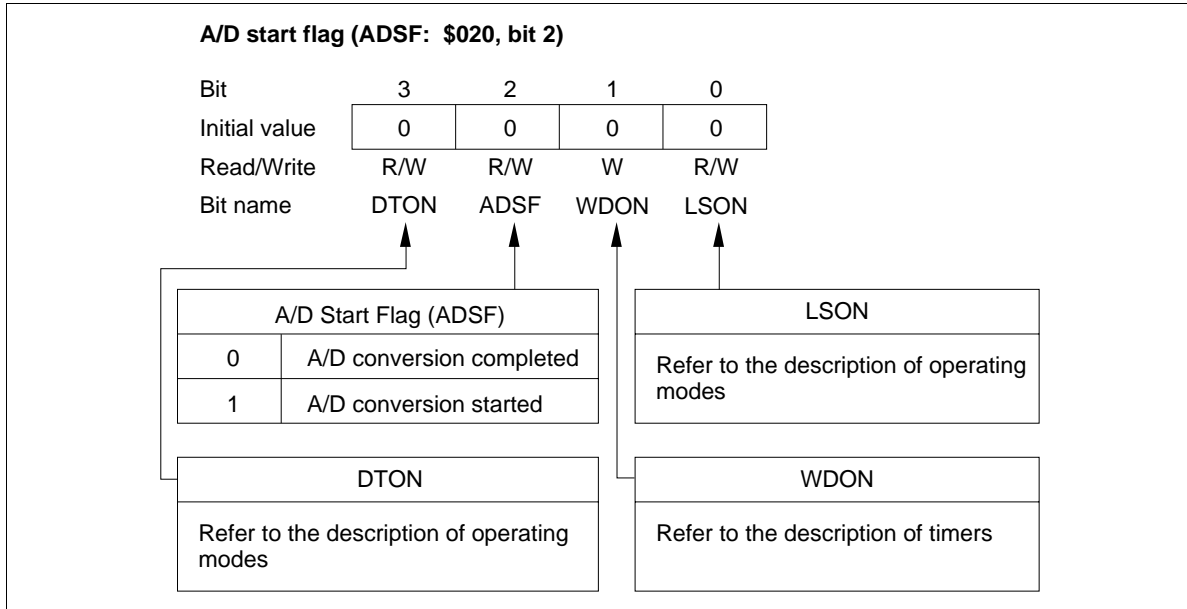 A/D start flag (ADSF: $020, bit 2)
Bit 3 2 1 0
Initial value 0 0 0 0
Read/Write R/W R/W W R/W
Bit name DTON ADSF WDON LSON
A/D Start Flag (ADSF)
0 A/D conversion completed
1 A/D conversion started
LSON
Refer to the description of operating
modes
DTON
Refer to the description of operating
modes
WDON
Refer to the description of timers